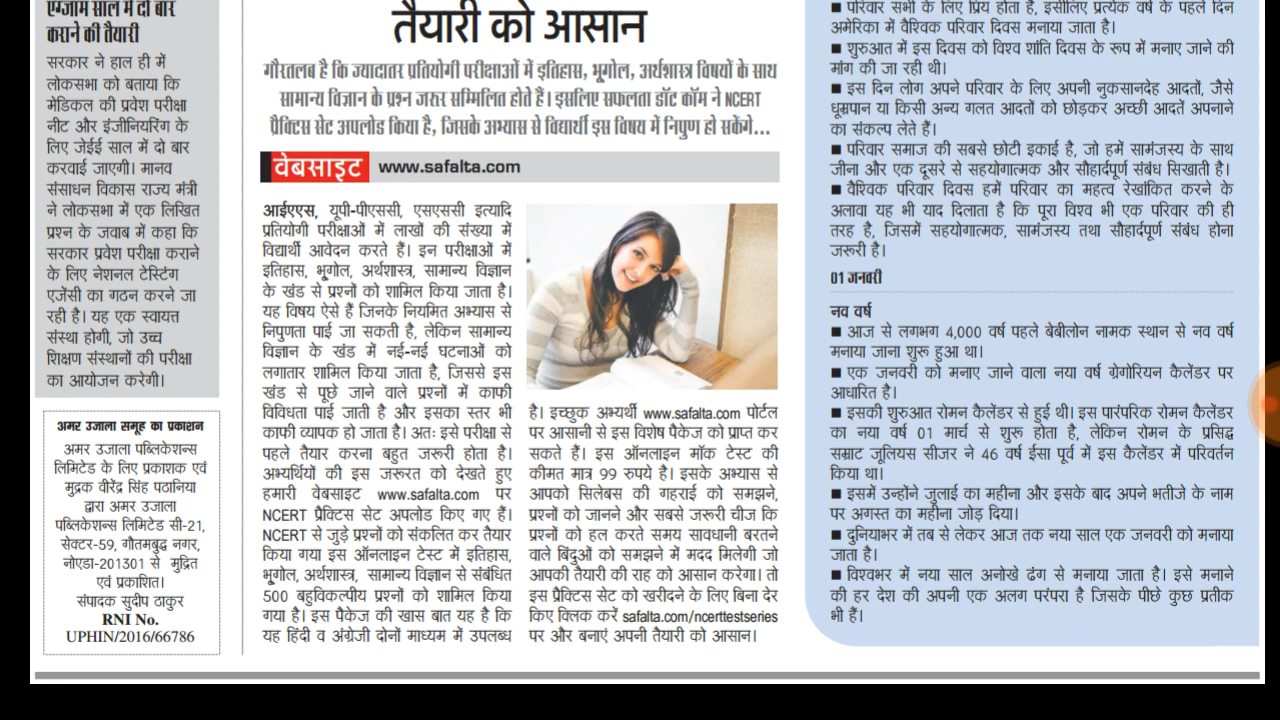 एग्जाम साल में दो बार
कराने की तैयारी
सरकार ने हाल ही में
लोकसभा को बताया कि
मेडिकल की प्रवेश परीक्षा
नीट और इंजीनियरिंग के
लिए जेईई साल में दो बार
करवाई जाएगी। मानव
संसाधन विकास राज्य मंत्री
ने लोकसभा में एक लिखित
प्रश्न के जवाब में कहा कि
सरकार प्रवेश परीक्षा कराने
के लिए नेशनल टेस्टिंग
एजेंसी का गठन करने जा
रही है। यह एक स्वायत्त
संस्था होगी, जो उच्च
शिक्षण संस्थानों की परीक्षा
का आयोजन करेगी।
अमर उजाला समूह का प्रकाशन
अमर उजाला पब्लिकेशन्स
लिमिटेड के लिए प्रकाशक एवं
मुद्रक वीरेंद्र सिंह पठानिया
द्वारा अमर उजाला
पब्लिकेशन्स लिमिटेड सी-21,
सेक्टर-59, गौतमबुद्ध नगर,
नोएडा-201301 से मुद्रित
एवं प्रकाशित।
संपादक सुदीप ठाकुर
RNI No.
UPHIN/2016/66786
तैयारी को आसान
गौरतलब है कि ज्यादातर प्रतियोगी परीक्षाओं में इतिहास, भूगोल, अर्थशास्त्र विषयों के साथ
सामान्य विज्ञान के प्रश्न जरूर सम्मिलित होते हैं। इसलिए सफलता डॉट कॉम ने NCERT
प्रैक्टिस सेट अपलोड किया है, जिसके अभ्यास से विद्यार्थी इस विषय में निपुण हो सकेंगे...
वेबसाइट www.safalta.com
आईएएस, यूपी-पीएससी, एसएससी इत्यादि
प्रतियोगी परीक्षाओं में लाखों की संख्या में
विद्यार्थी आवेदन करते हैं। इन परीक्षाओं में
इतिहास, भूगोल, अर्थशास्त्र, सामान्य विज्ञान
के खंड से प्रश्नों को शामिल किया जाता है।
यह विषय ऐसे हैं जिनके नियमित अभ्यास से
निपुणता पाई जा सकती है, लेकिन सामान्य
विज्ञान के खंड में नई-नई घटनाओं को
लगातार शामिल किया जाता है, जिससे इस
खंड से पूछे जाने वाले प्रश्नों में काफी
विविधता पाई जाती है और इसका स्तर भी
काफी व्यापक हो जाता है। अतः इसे परीक्षा से
पहले तैयार करना बहुत जरूरी होता है।
अभ्यर्थियों की इस जरूरत को देखते हुए
हमारी वेबसाइट www.safalta.com पर
NCERT प्रैक्टिस सेट अपलोड किए गए हैं।
NCERT से जुड़े प्रश्नों को संकलित कर तैयार
किया गया इस ऑनलाइन टेस्ट में इतिहास,
भूगोल, अर्थशास्त्र, सामान्य विज्ञान से संबंधित
500 बहुविकल्पीय प्रश्नों को शामिल किया
गया है। इस पैकेज की खास बात यह है कि
यह हिंदी व अंग्रेजी दोनों माध्यम में उपलब्ध
है। इच्छुक अभ्यर्थी www.safalta.com पोर्टल
पर आसानी से इस विशेष पैकेज को प्राप्त कर
सकते हैं। इस ऑनलाइन मॉक टेस्ट की
कीमत मात्र 99 रुपये है। इसके अभ्यास से
आपको सिलेबस की गहराई को समझने,
प्रश्नों को जानने और सबसे जरूरी चीज कि
प्रश्नों को हल करते समय सावधानी बरतने
वाले बिंदुओं को समझने में मदद मिलेगी जो
आपकी तैयारी की राह को आसान करेगा। तो
इस प्रैक्टिस सेट को खरीदने के लिए बिना देर
किए क्लिक करें safalta.com/ncerttestseries
पर और बनाएं अपनी तैयारी को आसान।
■ परिवार सभी के लिए प्रिय होता है, इसीलिए प्रत्येक वर्ष के पहले दिन
अमेरिका में वैश्विक परिवार दिवस मनाया जाता है।
■ शुरुआत में इस दिवस को विश्व शांति दिवस के रूप में मनाए जाने की
मांग की जा रही थी।
■ इस दिन लोग अपने परिवार के लिए अपनी नुकसानदेह आदतों, जैसे
धूम्रपान या किसी अन्य गलत आदतों को छोड़कर अच्छी आदतें अपनाने
का संकल्प लेते हैं।
■ परिवार समाज की सबसे छोटी इकाई है, जो हमें सामंजस्य के साथ
जीना और एक दूसरे से सहयोगात्मक और सौहार्दपूर्ण संबंध सिखाती है।
■ वैश्विक परिवार दिवस हमें परिवार का महत्व रेखांकित करने के
अलावा यह भी याद दिलाता है कि पूरा विश्व भी एक परिवार की ही
तरह है, जिसमें सहयोगात्मक, सामंजस्य तथा सौहार्दपूर्ण संबंध होना
जरूरी है।
01 जनवरी
नव वर्ष
■ आज से लगभग 4,000 वर्ष पहले बेबीलोन नामक स्थान से नव वर्ष
मनाया जाना शुरू हुआ था।
■ एक जनवरी को मनाए जाने वाला नया वर्ष ग्रेगोरियन कैलेंडर पर
आधारित है।
■ इसकी शुरुआत रोमन कैलेंडर से हुई थी। इस पारंपरिक रोमन कैलेंडर
का नया वर्ष 01 मार्च से शुरू होता है, लेकिन रोमन के प्रसिद्ध
सम्राट जूलियस सीजर ने 46 वर्ष ईसा पूर्व में इस कैलेंडर में परिवर्तन
किया था।
■ इसमें उन्होंने जुलाई का महीना और इसके बाद अपने भतीजे के नाम
पर अगस्त का महीना जोड़ दिया।
■ दुनियाभर में तब से लेकर आज तक नया साल एक जनवरी को मनाया
जाता है।
■ विश्वभर में नया साल अनोखे ढंग से मनाया जाता है। इसे मनाने
की हर देश की अपनी एक अलग परंपरा है जिसके पीछे कुछ प्रतीक
भी हैं।